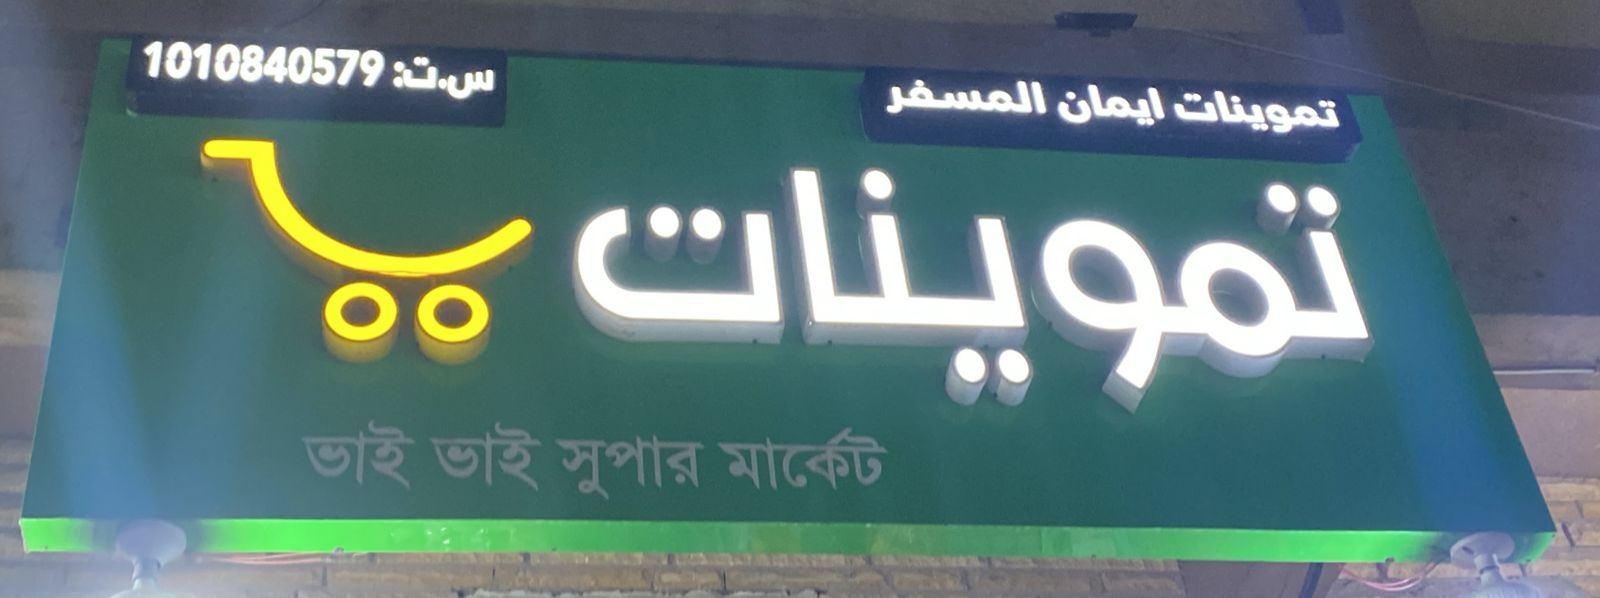 تموينات ايمان المسفر
س.ت: 1010840579
تموينات
ভাই ভাই সুপার মার্কেট